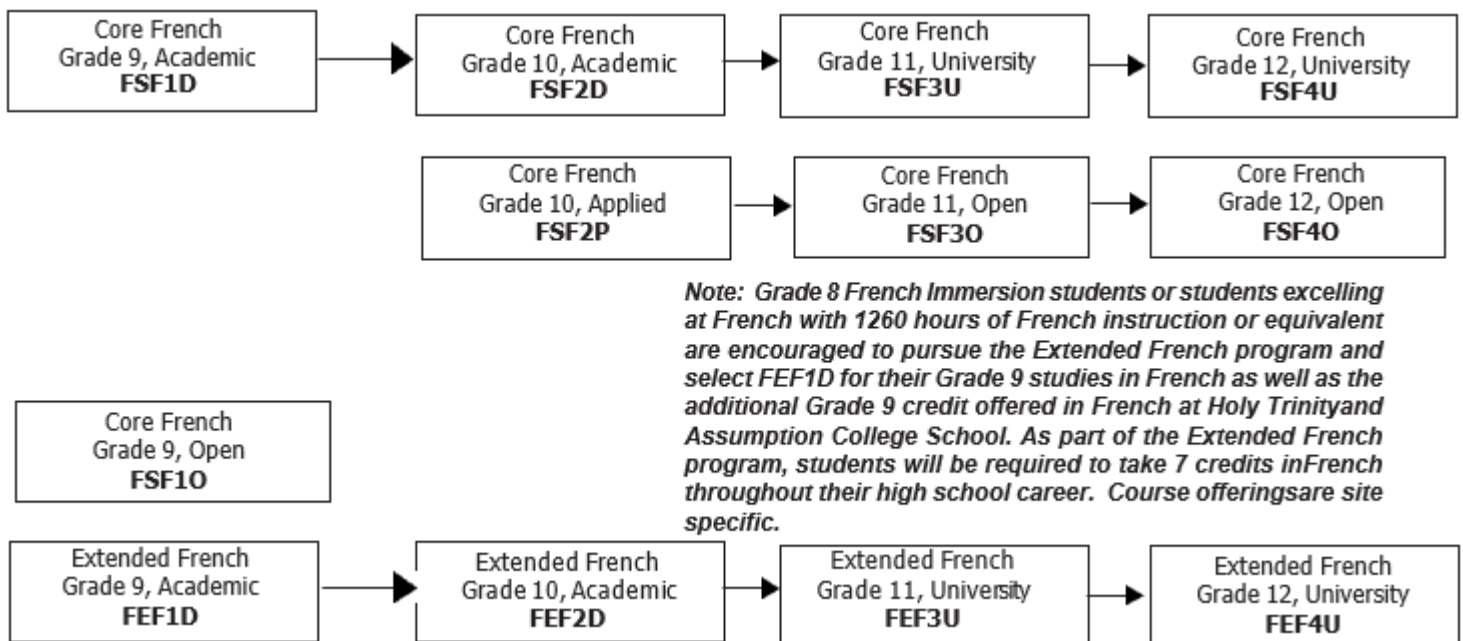 Core French
Grade 9, Academic
FSF1D
Core French
Grade 10, Academic
FSF2D
Core French
Grade 11, University
FSF3U
Core French
Grade 12, University
FSF4U
Core French
Grade 10, Applied
FSF2P
Core French
Grade 11, Open
FSF3O
Core French
Grade 12, Open
FSF4O
Note: Grade 8 French Immersion students or students excelling
at French with 1260 hours of French instruction or equivalent
are encouraged to pursue the Extended French program and
select FEF1D for their Grade 9 studies in French as well as the
additional Grade 9 credit offered in French at Holy Trinityand
Assumption College School. As part of the Extended French
program, students will be required to take 7 credits inFrench
throughout their high school career. Course offeringsare site
specific.
Core French
Grade 9, Open
FSF1O
Extended French
Grade 9, Academic
FEF1D
Extended French
Grade 10, Academic
FEF2D
Extended French
Grade 11, University
FEF3U
Extended French
Grade 12, University
FEF4U